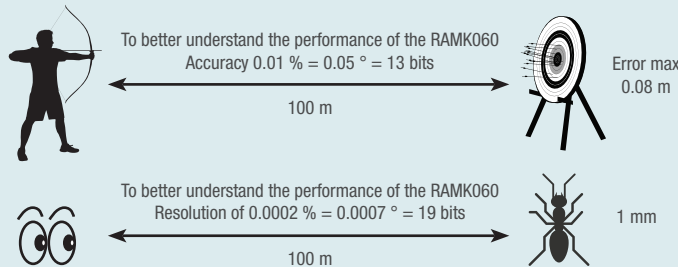 To better understand the performance of the RAMK060
Accuracy 0.01 % = 0.05 ° = 13 bits
100 m
Error max
0.08 m
To better understand the performance of the RAMK060
Resolution of 0.0002 % = 0.0007 ° = 19 bits
100 m
1 mm